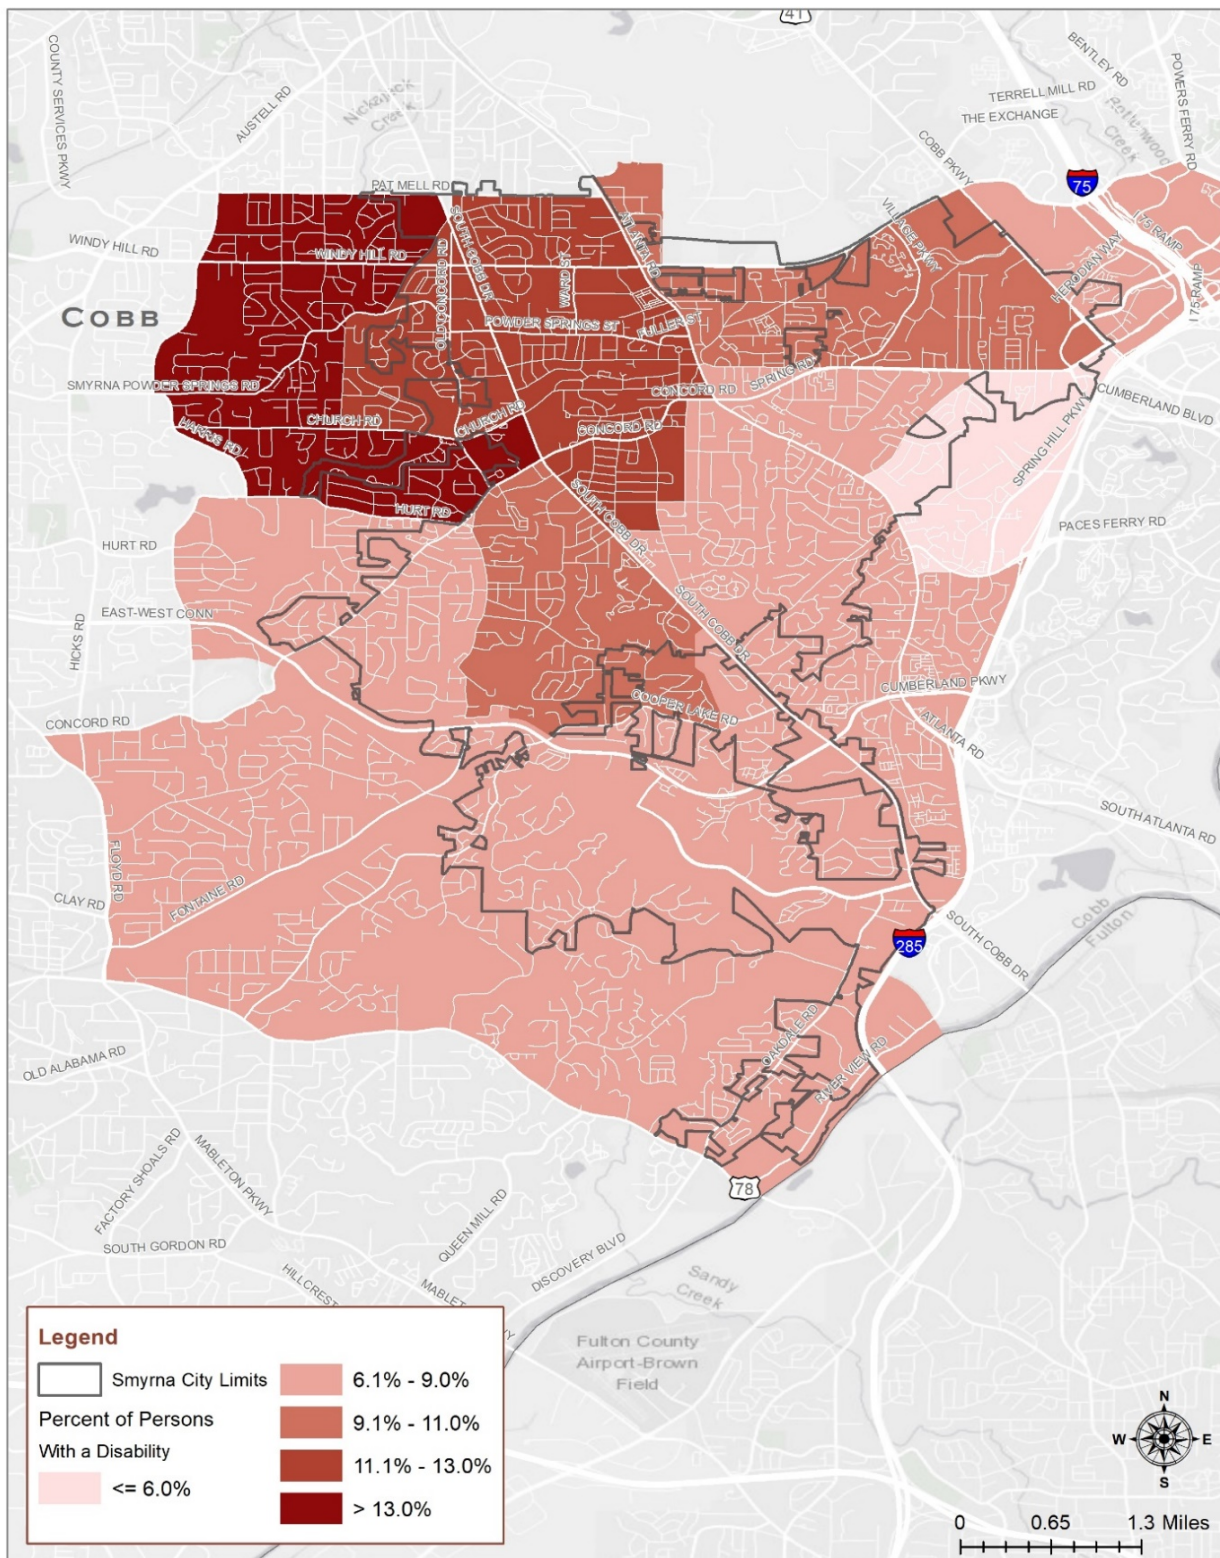 41
COUNTY SERVICES PKWY
AUSTELL RD
Nickajack
Creek
BENTLEY RD
POWERS FERRY RD
TERRELL MILL RD
THE EXCHANGE
Rottenwood
Creek
COBB PKWY
75
PAT MELL RD
SOUTH COBB DR
ATLANTA RD
VILLAGE PKWY
I 75 RAMP
WINDY HILL RD
WINDY HILL RD
OLD CONCORD RD
WARD ST
HERODIAN WAY
I 75 RAMP
COBB
POWDER SPRINGS ST
FULLER ST
SMYRNA POWDER SPRINGS RD
CONCORD RD
SPRING RD
CUMBERLAND BLVD
HARRIS RD
CHURCH RD
CHURCH RD
CONCORD RD
SPRING HILL PKWY
HURT RD
SOUTH COBB DR
PACES FERRY RD
HURT RD
EAST-WEST CONN
SOUTH COBB DR
HICKS RD
CUMBERLAND PKWY
CONCORD RD
COOPER LAKE RD
ATLANTA RD
SOUTH ATLANTA RD
FLOYD RD
CLAY RD
FONTAINE RD
Cobb
Fulton
SOUTH COBB DR
285
OAKDALE RD
RIVER VIEW RD
OLD ALABAMA RD
FACTORY SHOALS RD
MABLETON PKWY
78
QUEEN MILL RD
SOUTH GORDON RD
DISCOVERY BLVD
HILLCREST
MABLET
WY
Sandy
Creek
Fulton County
Airport-Brown
Field
Legend
Smyrna City Limits
Percent of Persons
With a Disability
<= 6.0%
6.1% - 9.0%
9.1% - 11.0%
11.1% - 13.0%
> 13.0%
N
W E
S
0 0.65 1.3 Miles